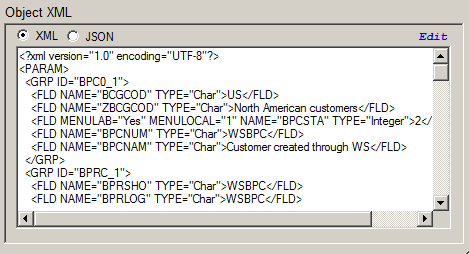 Object XML
XML JSON Edit
<?xml version="1.0" encoding="UTF-8"?>
<PARAM>
<GRP ID="BPC0_1">
<FLD NAME="BCGCOD" TYPE="Char">US</FLD>
<FLD NAME="ZBCGCOD" TYPE="Char">North American customers</FLD>
<FLD MENULAB="Yes" MENULOCAL="1" NAME="BPCSTA" TYPE="Integer">2</
<FLD NAME="BPCNUM" TYPE="Char">WSBPC</FLD>
<FLD NAME="BPCNAM" TYPE="Char">Customer created through WS</FLD>
</GRP>
<GRP ID="BPRC_1">
<FLD NAME="BPRSHO" TYPE="Char">WSBPC</FLD>
<FLD NAME="BPRLOG" TYPE="Char">WSBPC</FLD>